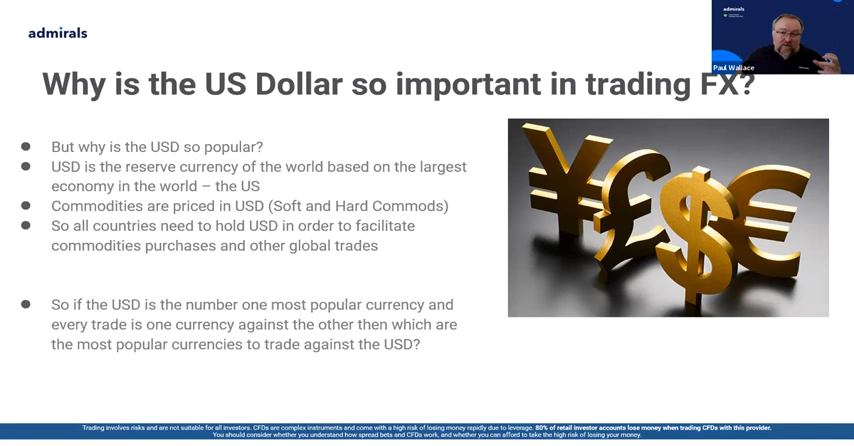 admirals
admirals
Paul Wallace
Why is the US Dollar so important in trading FX?
But why is the USD so popular?
USD is the reserve currency of the world based on the largest
economy in the world – the US
Commodities are priced in USD (Soft and Hard Commods)
So all countries need to hold USD in order to facilitate
commodities purchases and other global trades
So if the USD is the number one most popular currency and
every trade is one currency against the other then which are
the most popular currencies to trade against the USD?
¥ £ $ €
Trading involves risks and are not suitable for all investors. CFDs are complex instruments and come with a high risk of losing money rapidly due to leverage. 80% of retail investor accounts lose money when trading CFDs with this provider.
You should consider whether you understand how spread bets and CFDs work, and whether you can afford to take the high risk of losing your money.